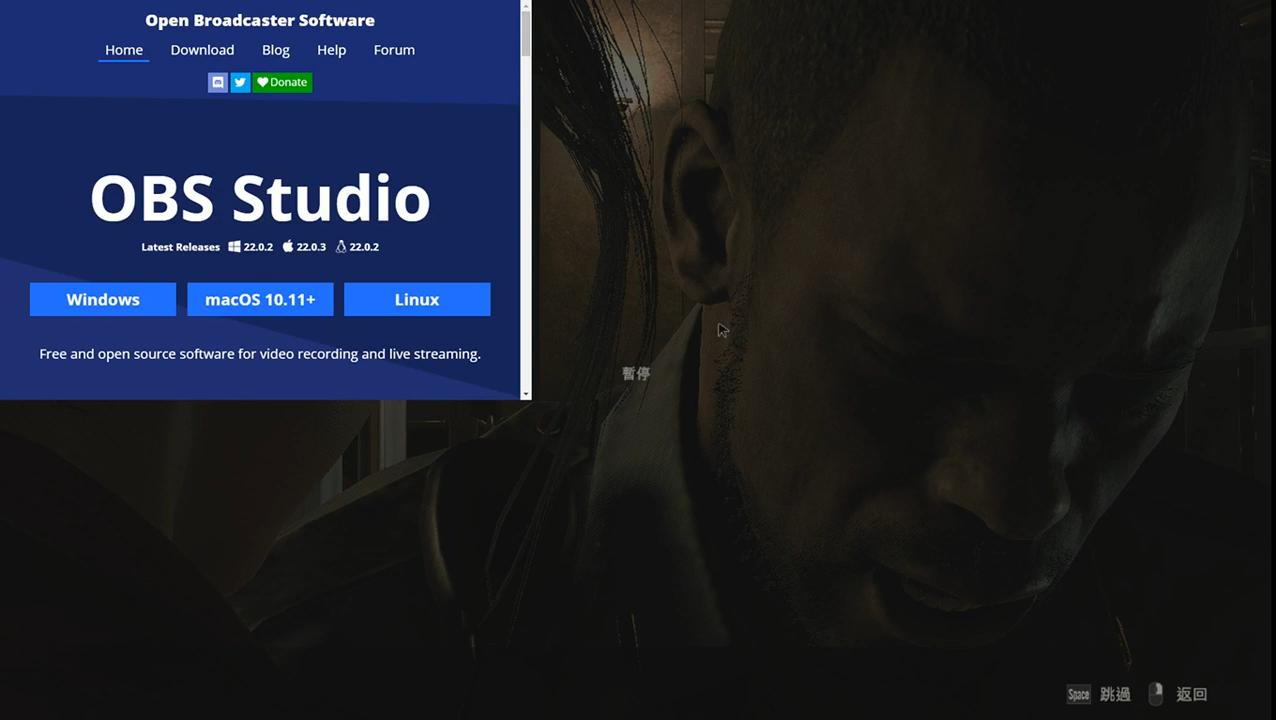 Open Broadcaster Software
Home Download Blog Help Forum
Donate
OBS Studio
Latest Releases 22.0.2 22.0.3 22.0.2
Windows macOS 10.11+ Linux
Free and open source software for video recording and live streaming.
暫停
Space 跳過 返回